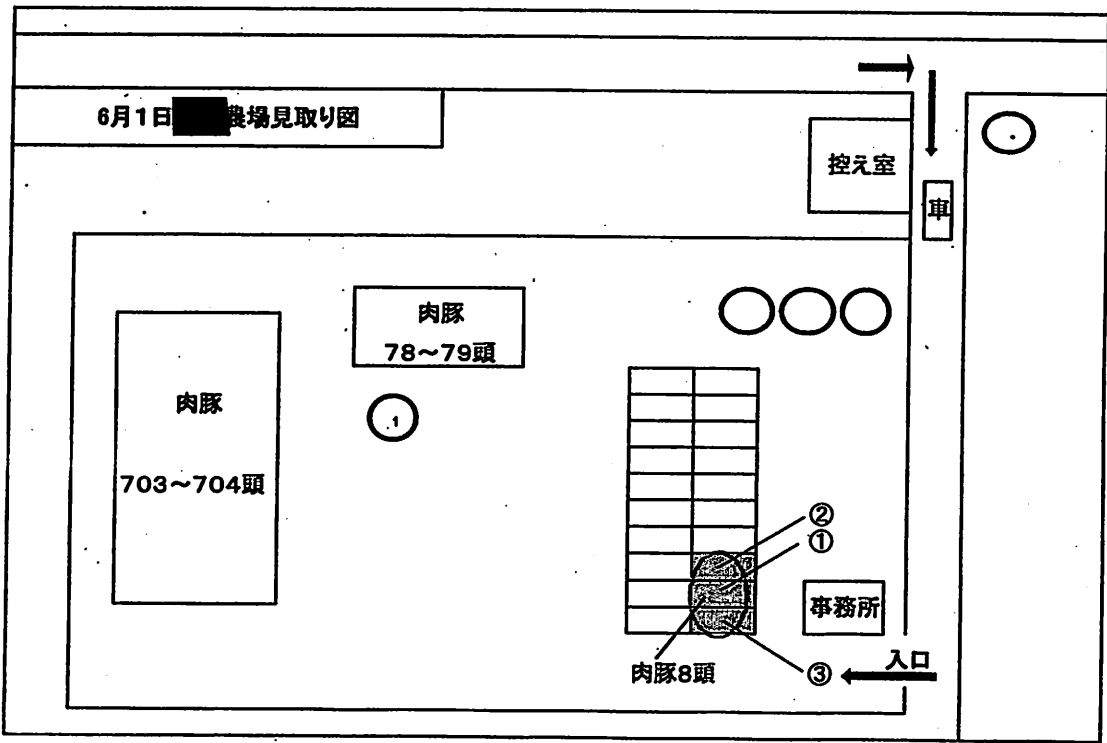 6月1日 農場見取り図
控え室
車
肉豚
78～79頭
肉豚
703～704頭
1
②
①
事務所
肉豚8頭
③
入口